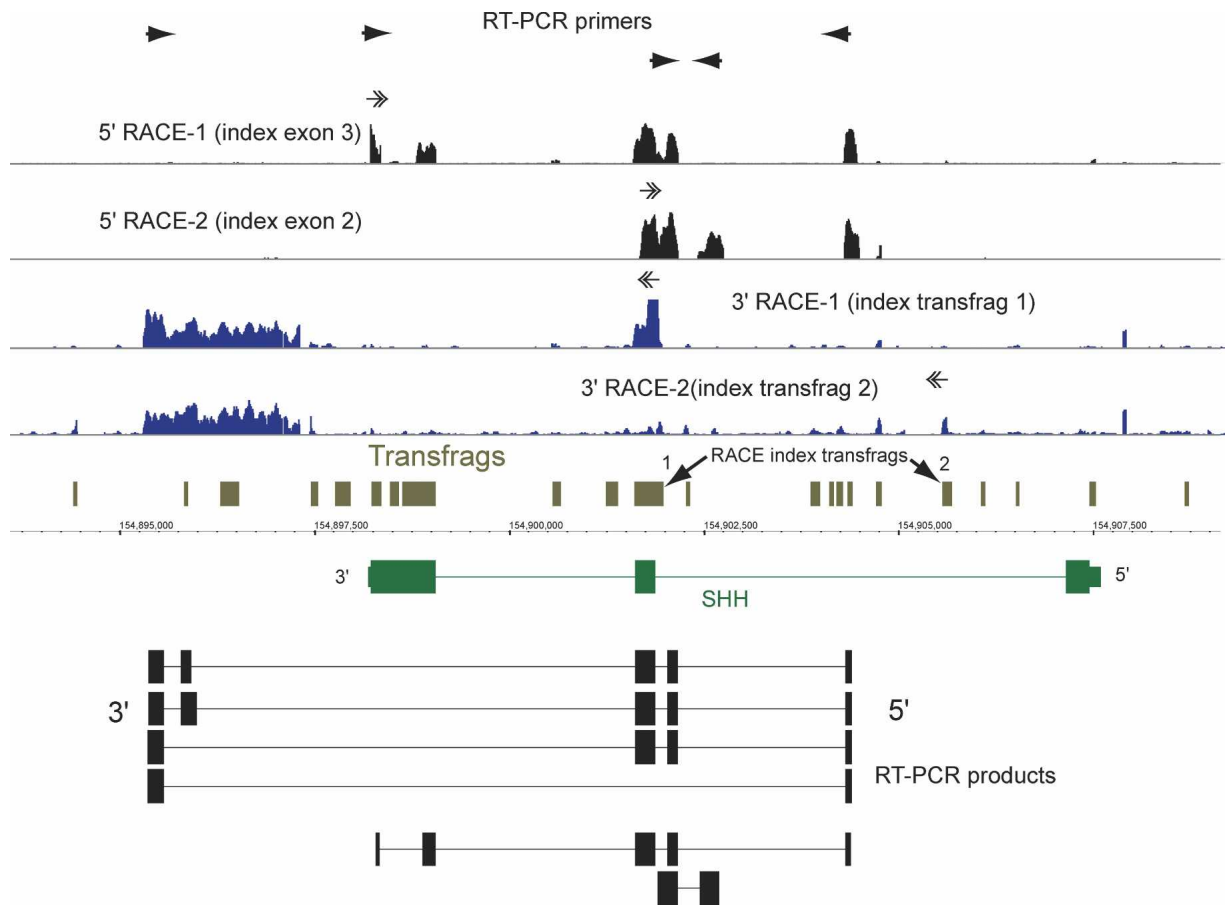 RT-PCR primers
5' RACE-1 (index exon 3)
5' RACE-2 (index exon 2)
3' RACE-1 (index transfrag 1)
3' RACE-2(index transfrag 2)
Transfrags
1 RACE index transfrags 2
154,895,000 154,897,500 154,900,000 154,902,500 154,905,000 154,907,500
3' 5'
SHH
3' 5'
RT-PCR products